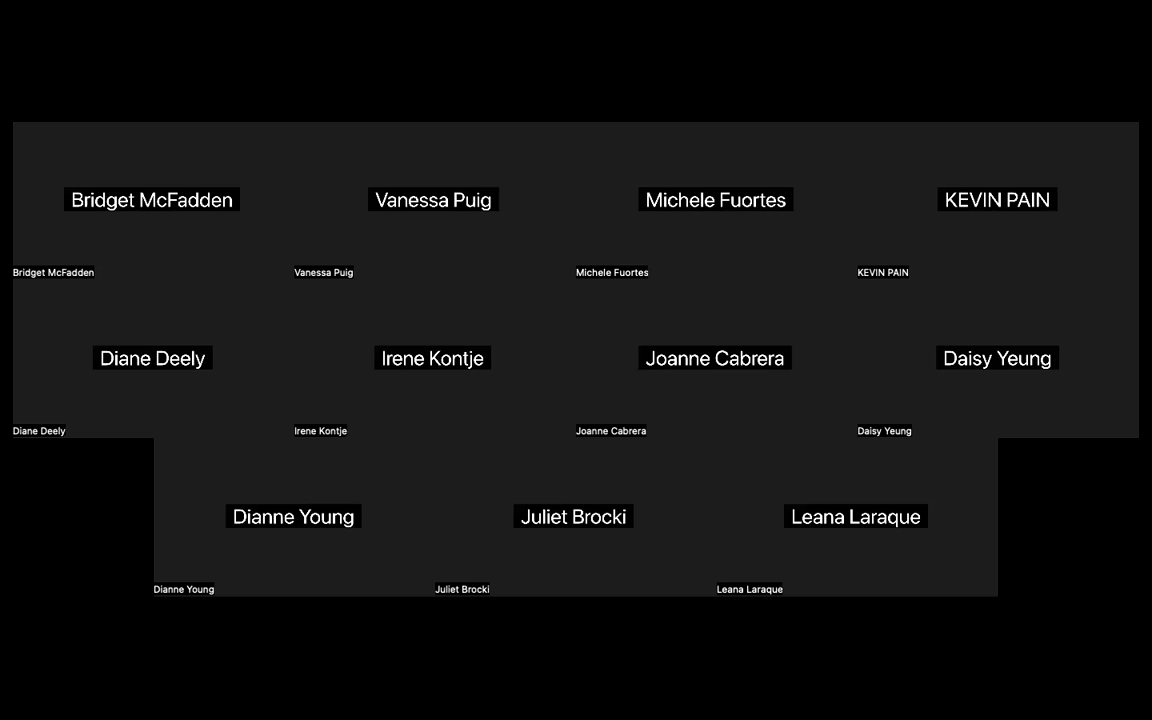 Bridget McFadden
Vanessa Puig
Michele Fuortes
KEVIN PAIN
Bridget McFadden
Vanessa Puig
Michele Fuortes
KEVIN PAIN
Diane Deely
Irene Kontje
Joanne Cabrera
Daisy Yeung
Diane Deely
Irene Kontje
Joanne Cabrera
Daisy Yeung
Dianne Young
Juliet Brocki
Leana Laraque
Dianne Young
Juliet Brocki
Leana Laraque